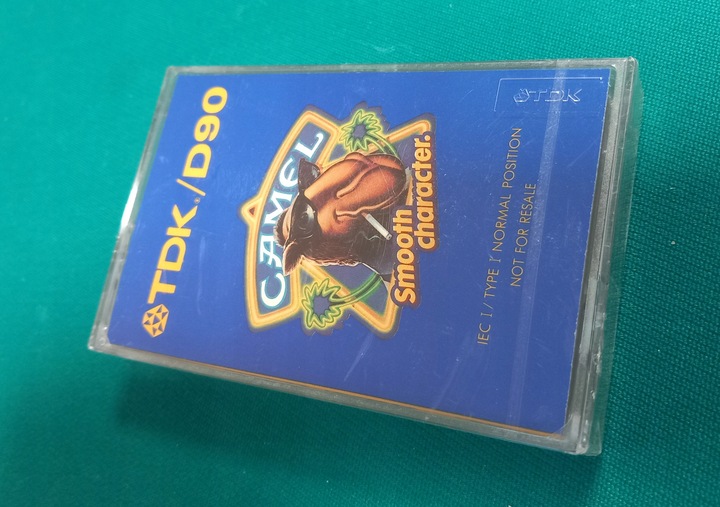 TDK./D90
CAMEL
Smooth
character.
TDK
IEC I / TYPE I NORMAL POSITION
NOT FOR RESALE